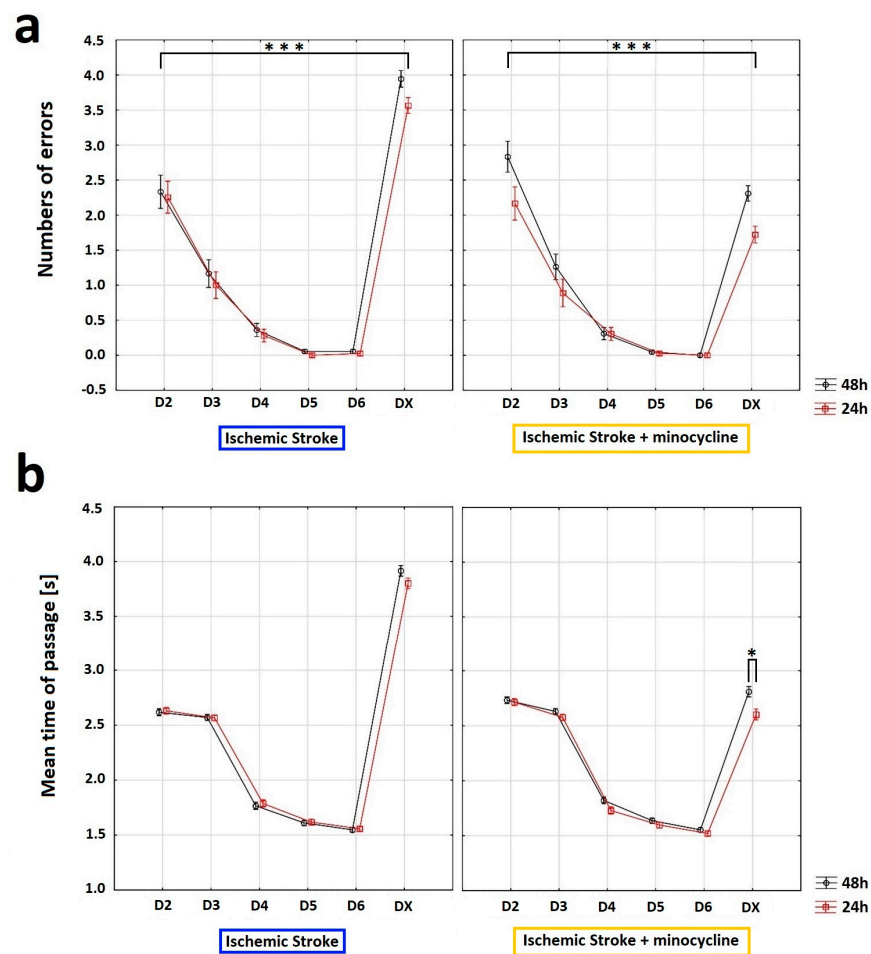 a
Numbers of errors
4.5
4.0
3.5
3.0
2.5
2.0
1.5
1.0
0.5
0.0
-0.5
* * *
* * *
D2 D3 D4 D5 D6 DX
D2 D3 D4 D5 D6 DX
48h
24h
Ischemic Stroke
Ischemic Stroke + minocycline
b
Mean time of passage [s]
4.5
4.0
3.5
3.0
2.5
2.0
1.5
1.0
*
D2 D3 D4 D5 D6 DX
D2 D3 D4 D5 D6 DX
48h
24h
Ischemic Stroke
Ischemic Stroke + minocycline